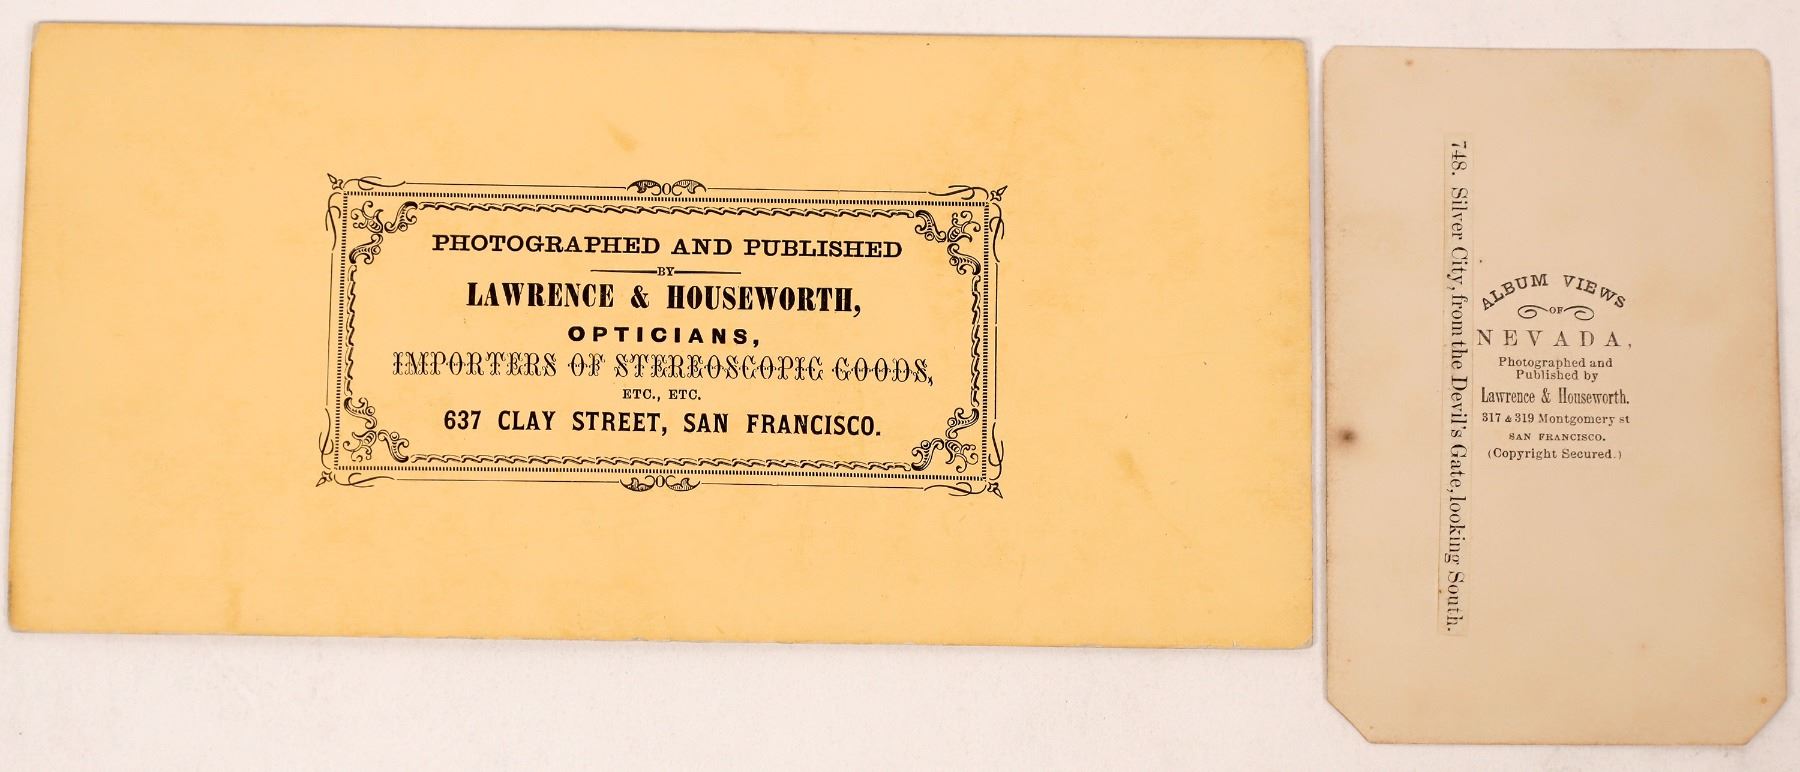 PHOTOGRAPHED AND PUBLISHED
BY
LAWRENCE & HOUSEWORTH,
OPTICIANS,
IMPORTERS OF STEREOSCOPIC GOODS,
ETC., ETC.
637 CLAY STREET, SAN FRANCISCO.
748. Silver City, from the Devil's Gate, looking South.
ALBUM VIEWS
OF
NEVADA,
Photographed and
Published by
Lawrence & Houseworth.
317 & 319 Montgomery st
SAN FRANCISCO.
(Copyright Secured.)